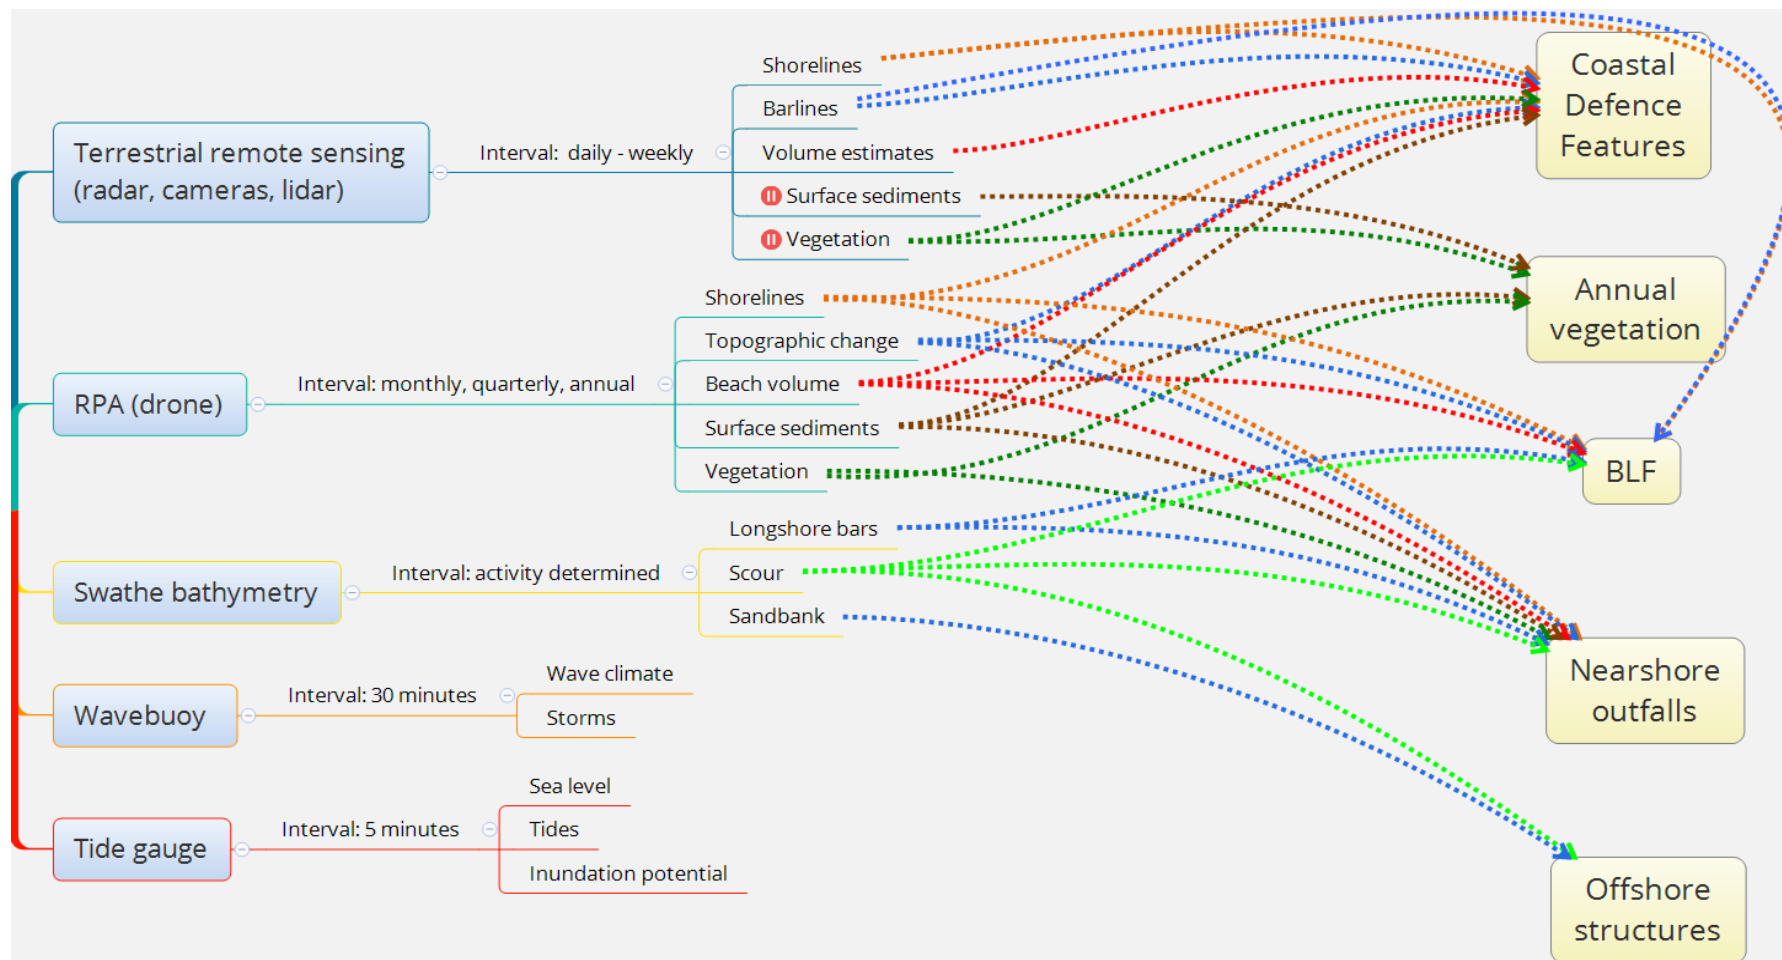 Terrestrial remote sensing
(radar, cameras, lidar)
Interval: daily - weekly
Shorelines
Barlines
Volume estimates
Surface sediments
Vegetation
RPA (drone)
Interval: monthly, quarterly, annual
Shorelines
Topographic change
Beach volume
Surface sediments
Vegetation
Swathe bathymetry
Interval: activity determined
Longshore bars
Scour
Sandbank
Wavebuoy
Interval: 30 minutes
Wave climate
Storms
Tide gauge
Interval: 5 minutes
Sea level
Tides
Inundation potential
Coastal
Defence
Features
Annual
vegetation
BLF
Nearshore
outfalls
Offshore
structures